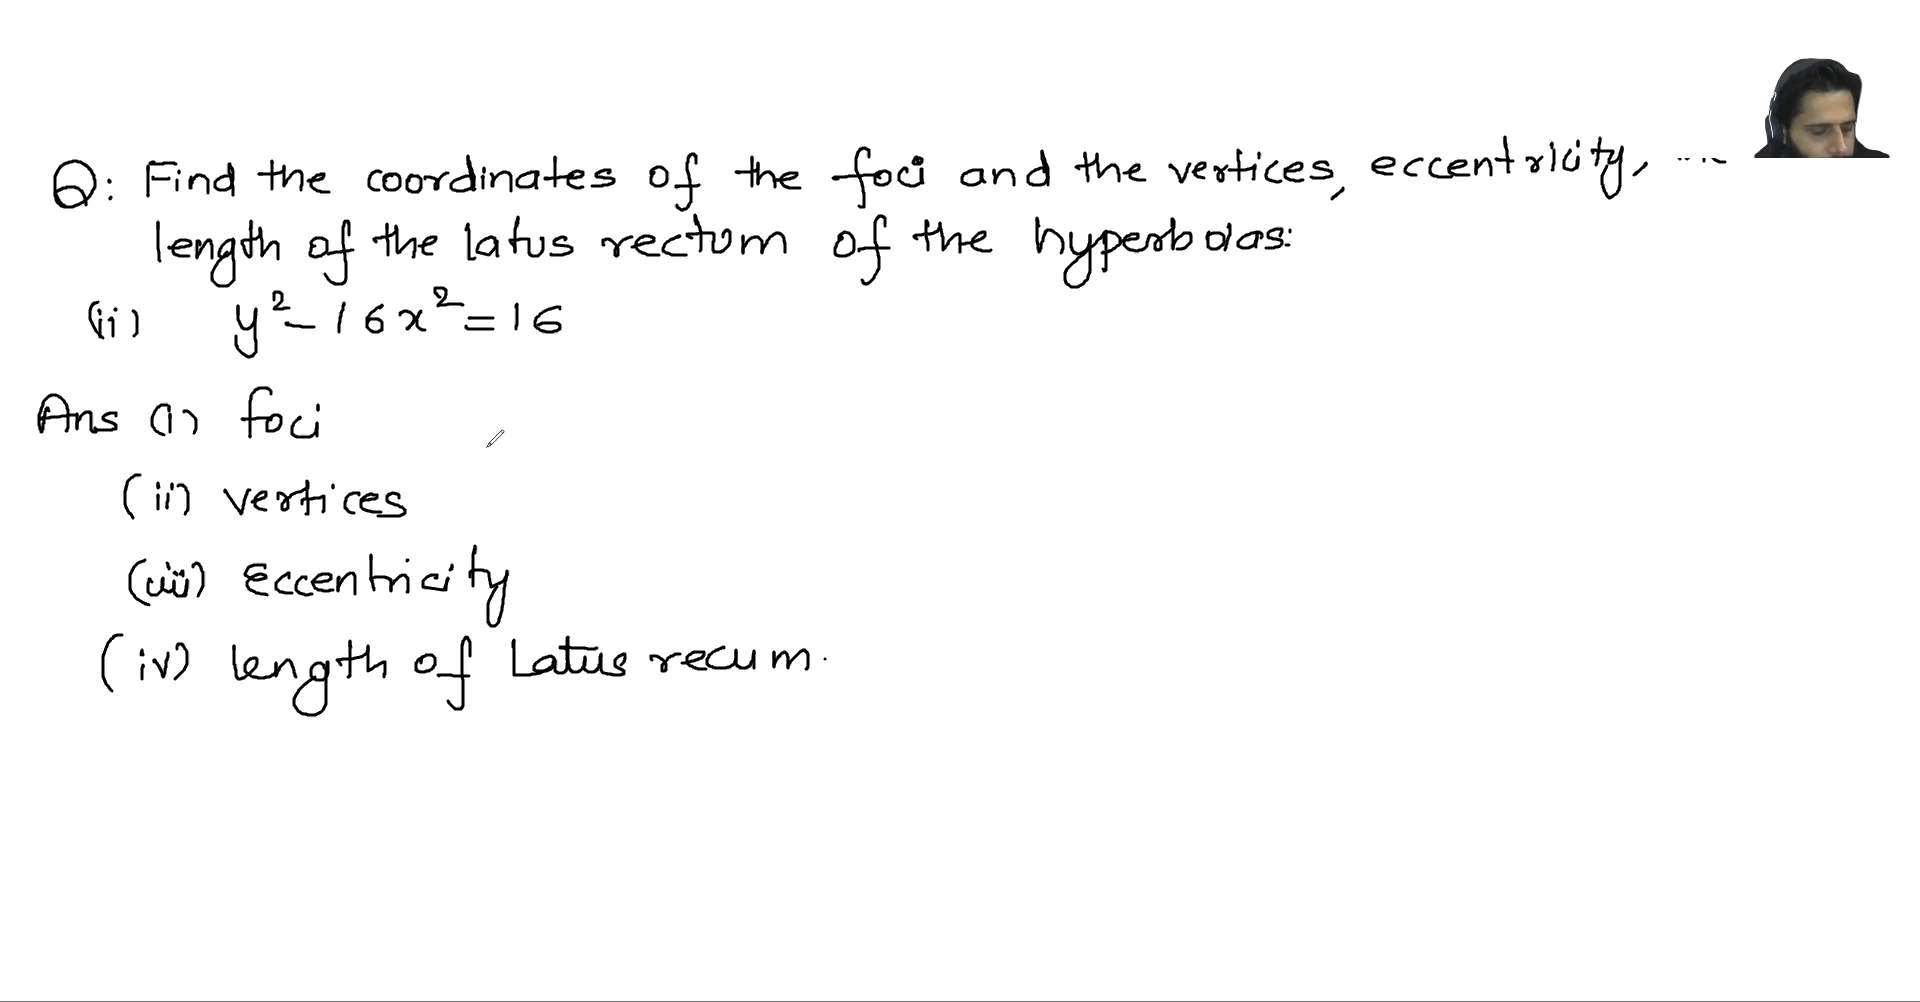 Q: Find the coordinates of the foci and the vertices, eccentricity,
length of the latus rectum of the hyperbolas:
(ii) y²-16x²=16
Ans (i) foci
(ii) vertices
(iii) Eccentricity
(iv) length of Latus recum.